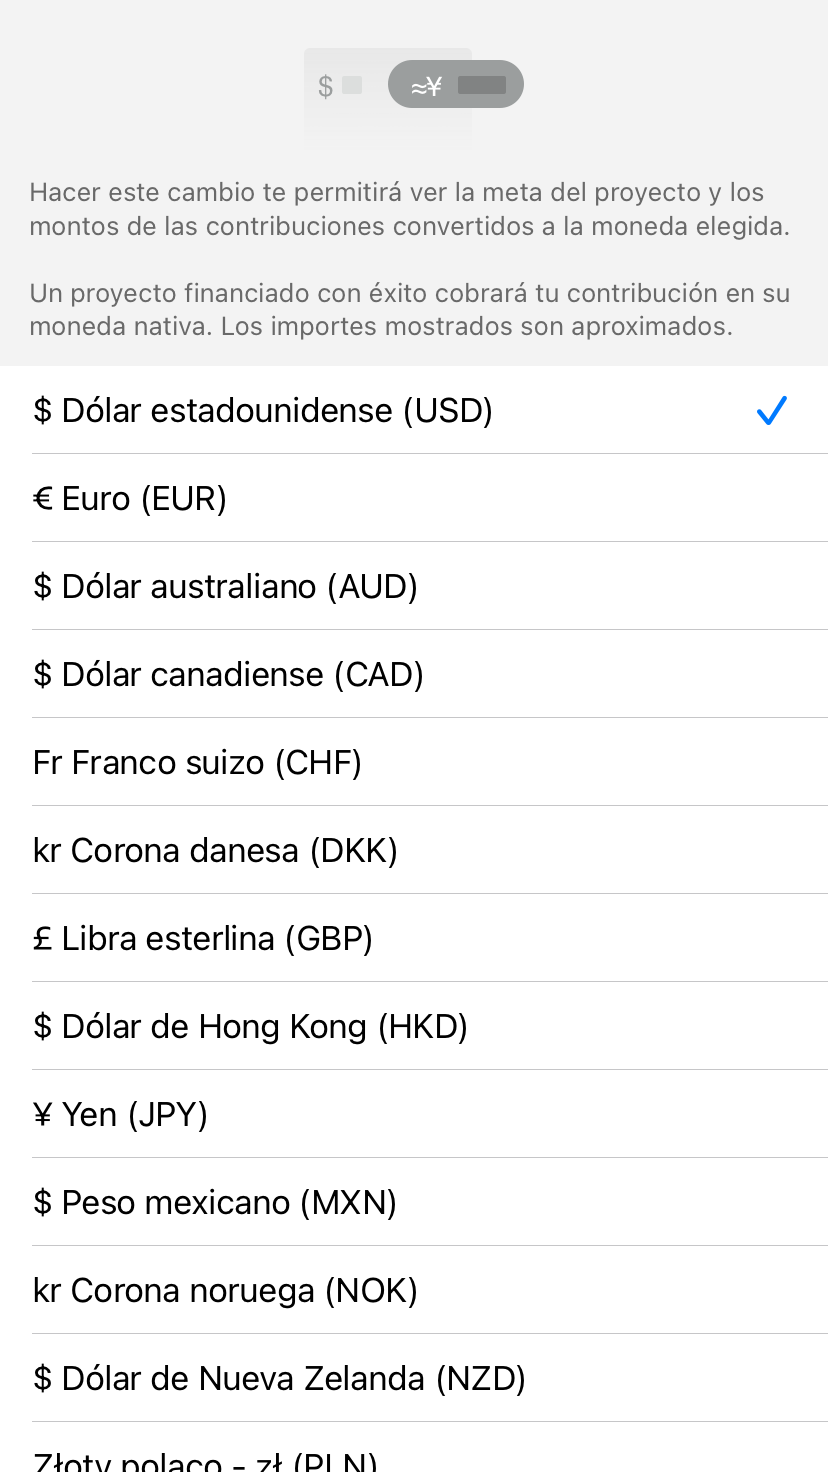 $
≈¥
Hacer este cambio te permitirá ver la meta del proyecto y los
montos de las contribuciones convertidos a la moneda elegida.
Un proyecto financiado con éxito cobrará tu contribución en su
moneda nativa. Los importes mostrados son aproximados.
$ Dólar estadounidense (USD)
€ Euro (EUR)
$ Dólar australiano (AUD)
$ Dólar canadiense (CAD)
Fr Franco suizo (CHF)
kr Corona danesa (DKK)
£ Libra esterlina (GBP)
$ Dólar de Hong Kong (HKD)
¥ Yen (JPY)
$ Peso mexicano (MXN)
kr Corona noruega (NOK)
$ Dólar de Nueva Zelanda (NZD)
Złoty polaco - zł (PLN)